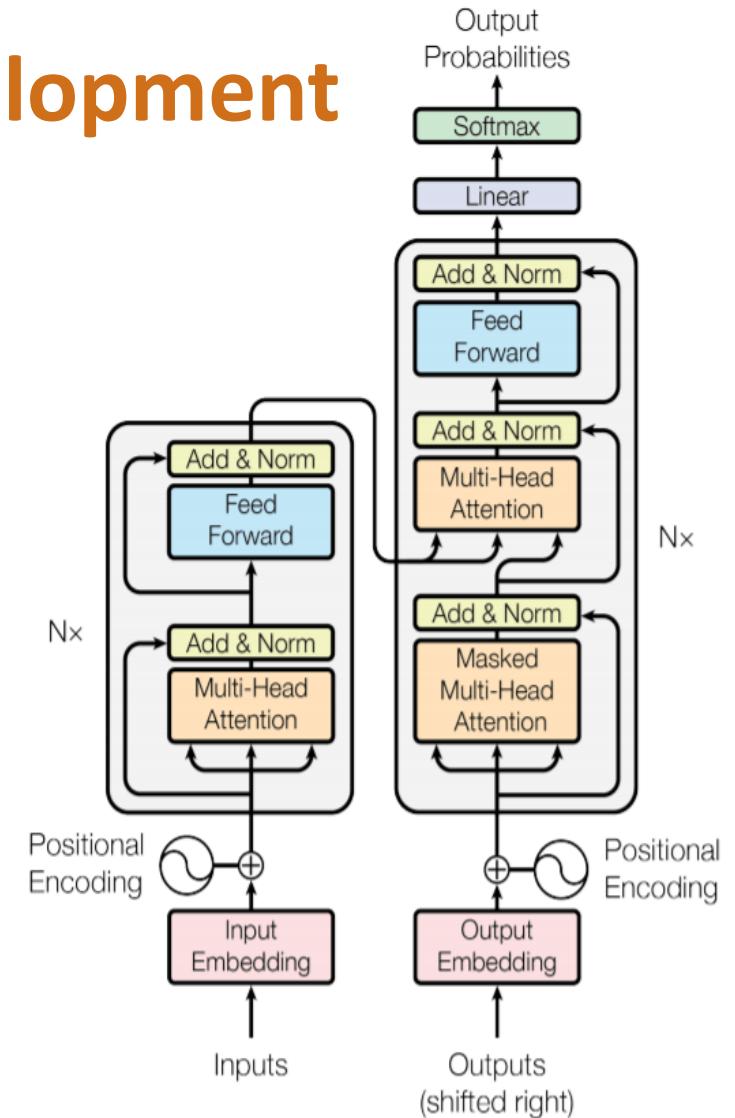 lopment
Output
Probabilities
Softmax
Linear
Add & Norm
Feed
Forward
Add & Norm
Multi-Head
Attention
Nx
Add & Norm
Masked
Multi-Head
Attention
Add & Norm
Feed
Forward
Nx
Add & Norm
Multi-Head
Attention
Positional
Encoding
Positional
Encoding
Input
Embedding
Output
Embedding
Inputs
Outputs
(shifted right)